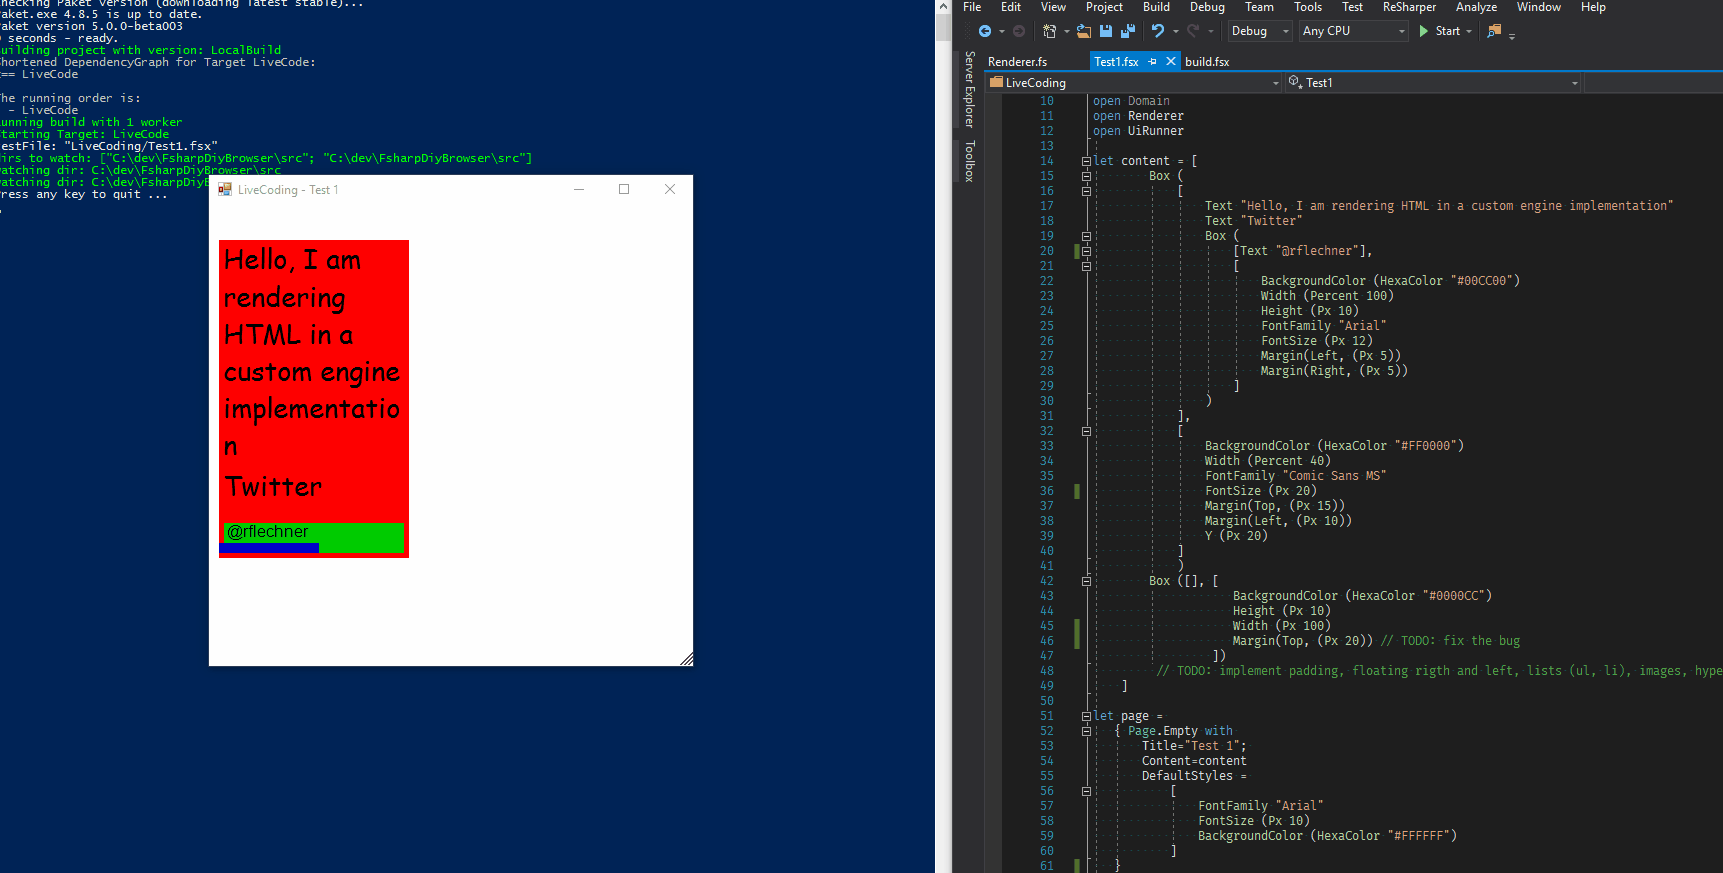 Checking Paket version (downloading latest stable)...
Paket.exe 4.8.5 is up to date.
Paket version 5.0.0-beta003
0 seconds - ready.
Building project with version: LocalBuild
Shortened DependencyGraph for Target LiveCode:
<== LiveCode
The running order is:
- LiveCode
Running build with 1 worker
Starting Target: LiveCode
testFile: "LiveCoding/Test1.fsx"
dirs to watch: ["C:\dev\FsharpDiyBrowser\src"; "C:\dev\FsharpDiyBrowser\src"]
watching dir: C:\dev\FsharpDiyBrowser\src
watching dir: C:\dev\FsharpDiyB
Press any key to quit ...
LiveCoding - Test 1
Hello, I am
rendering
HTML in a
custom engine
implementatio
n
Twitter
@rflechner
File Edit View Project Build Debug Team Tools Test ReSharper Analyze Window Help
Debug Any CPU Start
Server Explorer
Toolbox
Renderer.fs Test1.fsx build.fsx
LiveCoding Test1
10 open Domain
11 open Renderer
12 open UiRunner
13
14 let content = [
15 Box (
16 [
17 Text "Hello, I am rendering HTML in a custom engine implementation"
18 Text "Twitter"
19 Box (
20 [Text "@rflechner"],
21 [
22 BackgroundColor (HexaColor "#00CC00")
23 Width (Percent 100)
24 Height (Px 10)
25 FontFamily "Arial"
26 FontSize (Px 12)
27 Margin(Left, (Px 5))
28 Margin(Right, (Px 5))
29 ]
30 )
31 ],
32 [
33 BackgroundColor (HexaColor "#FF0000")
34 Width (Percent 40)
35 FontFamily "Comic Sans MS"
36 FontSize (Px 20)
37 Margin(Top, (Px 15))
38 Margin(Left, (Px 10))
39 Y (Px 20)
40 ]
41 )
42 Box ([], [
43 BackgroundColor (HexaColor "#0000CC")
44 Height (Px 10)
45 Width (Px 100)
46 Margin(Top, (Px 20)) // TODO: fix the bug
47 ])
48 // TODO: implement padding, floating rigth and left, lists (ul, li), images, hype
49 ]
50
51 let page =
52 { Page.Empty with
53 Title="Test 1";
54 Content=content
55 DefaultStyles =
56 [
57 FontFamily "Arial"
58 FontSize (Px 10)
59 BackgroundColor (HexaColor "#FFFFFF")
60 ]
61 }